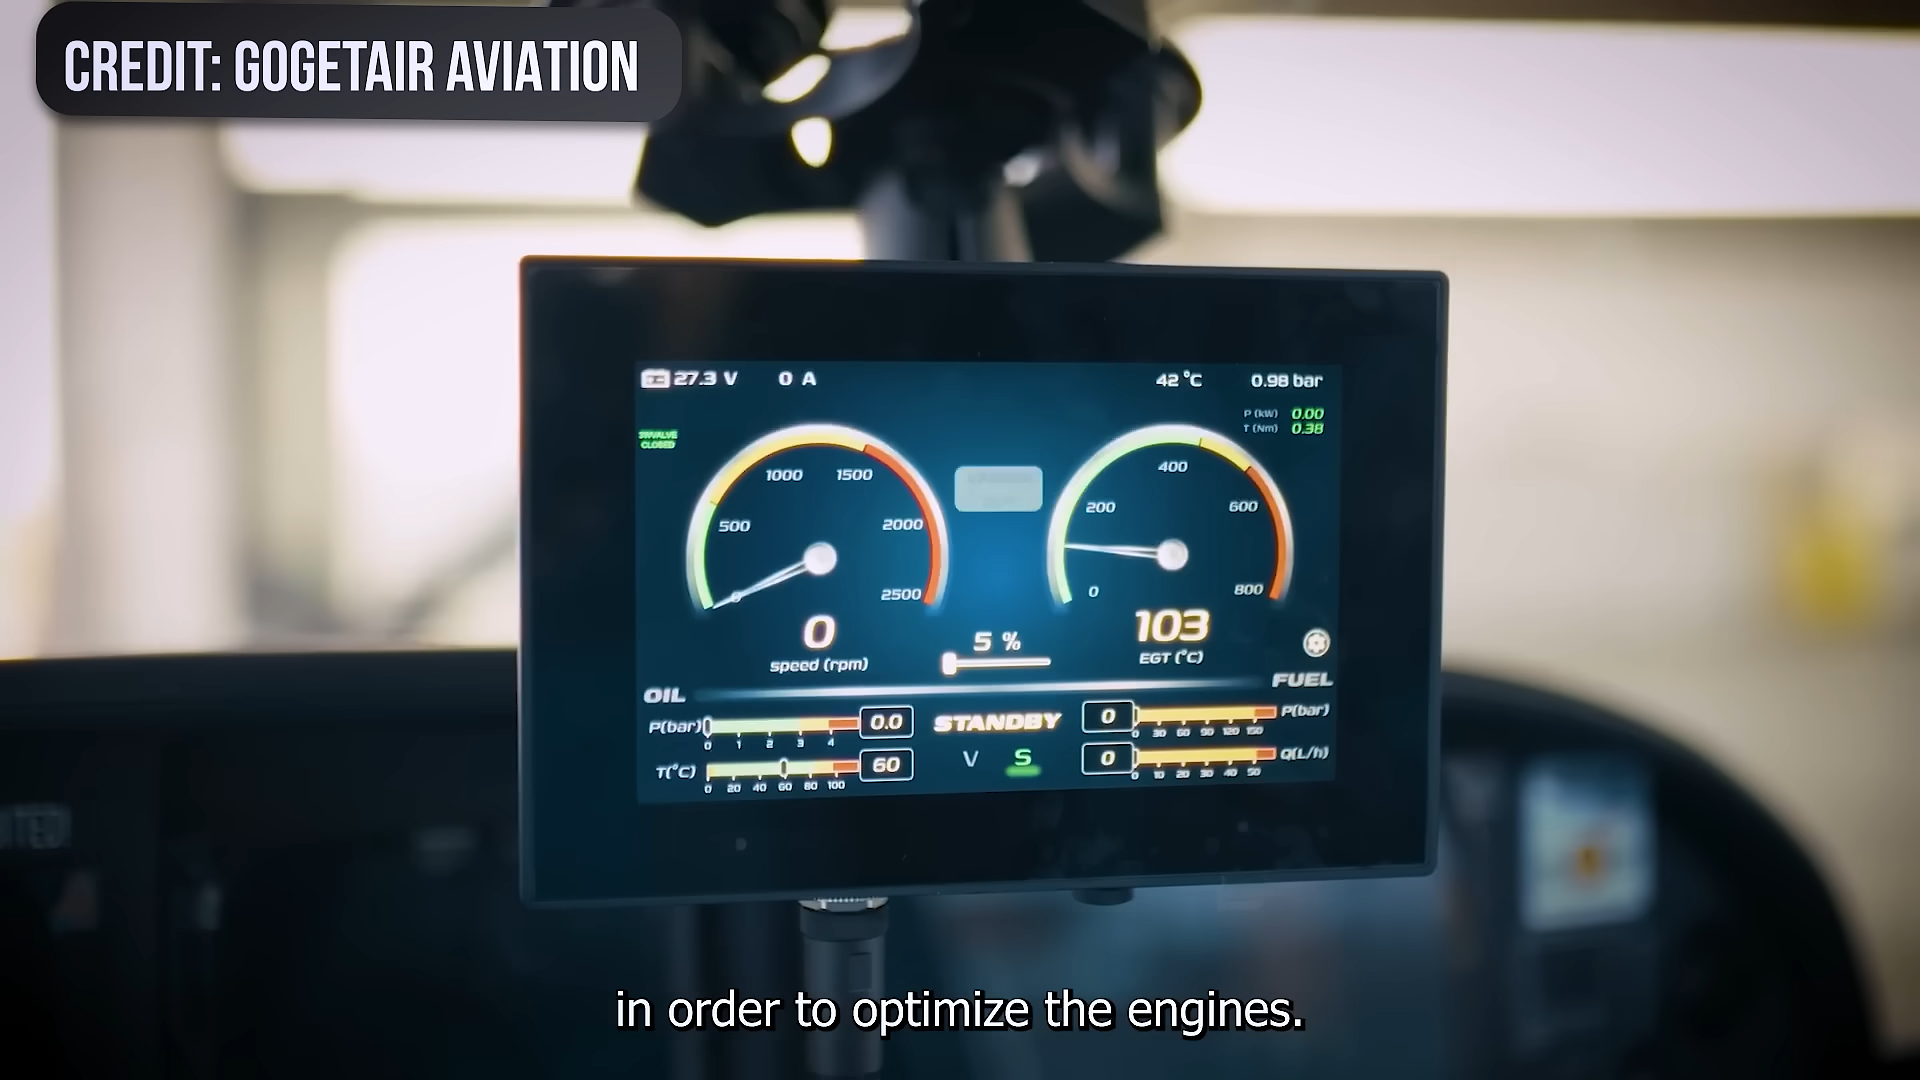 CREDIT: GOGETAIR AVIATION
27.3 V 0 A 42 °C 0.98 bar
P (kW) 0.00
T (Nm) 0.38
CLOSED
500 1000 1500 2000 2500
0
0
speed (rpm)
5 %
0 200 400 600 800
103
EGT (°C)
OIL
P(bar) 0.0
0 1 2 3 4
T(°C) 60
0 20 40 60 80 100
STANDBY
V S
FUEL
0 P(bar)
0 30 60 90 120 150
0 Q(L/h)
0 10 20 30 40 50
in order to optimize the engines.